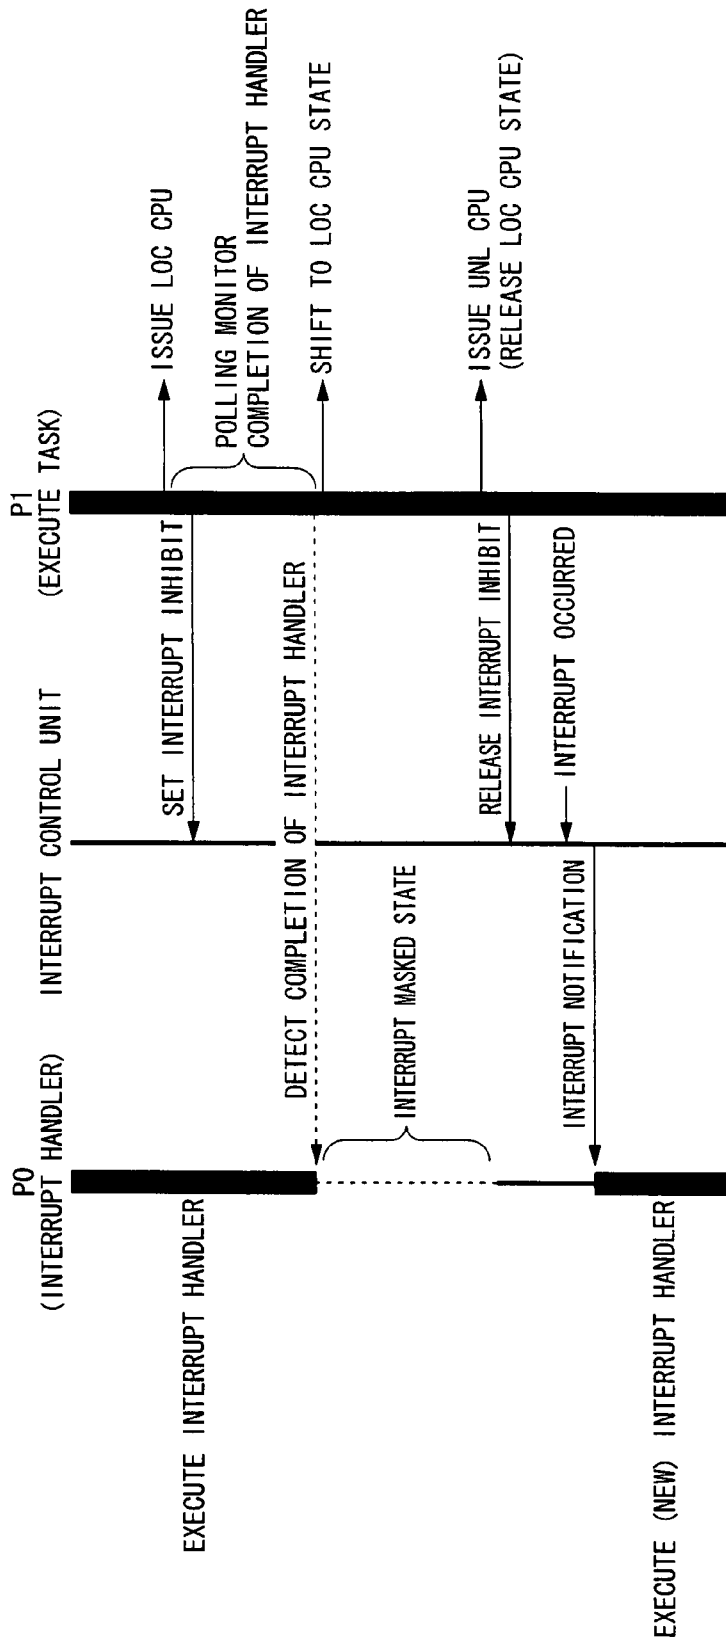 P0
(INTERRUPT HANDLER)
INTERRUPT CONTROL UNIT
P1
(EXECUTE TASK)
EXECUTE INTERRUPT HANDLER
SET INTERRUPT INHIBIT
ISSUE LOC CPU
POLLING MONITOR
COMPLETION OF INTERRUPT HANDLER
DETECT COMPLETION OF INTERRUPT HANDLER
SHIFT TO LOC CPU STATE
INTERRUPT MASKED STATE
ISSUE UNL CPU
(RELEASE LOC CPU STATE)
RELEASE INTERRUPT INHIBIT
INTERRUPT OCCURRED
INTERRUPT NOTIFICATION
EXECUTE (NEW) INTERRUPT HANDLER